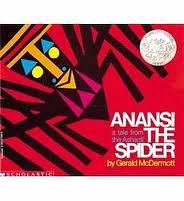 ANANSI
a tale from THE
the Ashanti
SPIDER
by Gerald McDermott
SCHOLASTIC